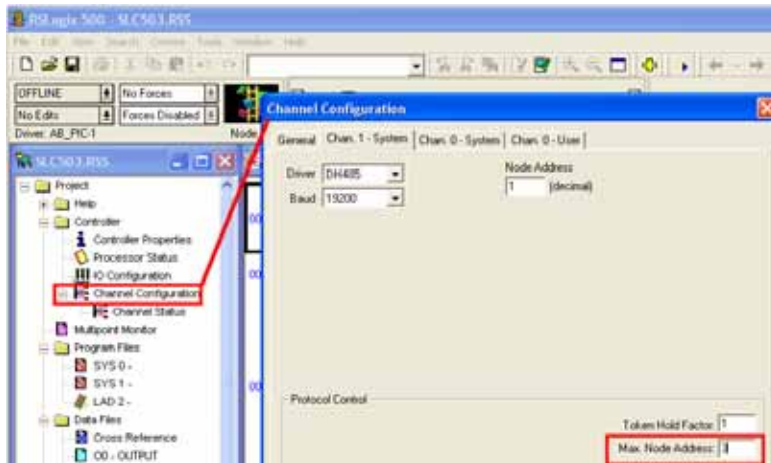 RSLogix 500 - SLC503.RSS
File Edit View Search Comms Tools Window Help
OFFLINE No Forces
No Edits Forces Disabled
Driver: AB_PIC-1 Node
SLC503.RSS
Project
Help
Controller
Controller Properties
Processor Status
IO Configuration
Channel Configuration
Channel Status
Multipoint Monitor
Program Files
SYS 0 -
SYS 1 -
LAD 2 -
Data Files
Cross Reference
O0 - OUTPUT
Channel Configuration
General Chan. 1 - System Chan. 0 - System Chan. 0 - User
Driver DH485
Node Address
1 (decimal)
Baud 19200
Protocol Control
Token Hold Factor: 1
Max. Node Address: 3